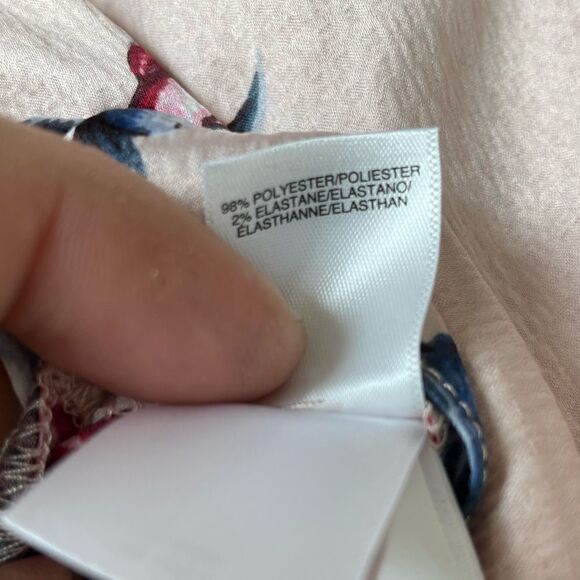 98% POLYESTER/POLIESTER
2% ELASTANE/ELASTANO/
ÉLASTHANNE/ELASTHAN